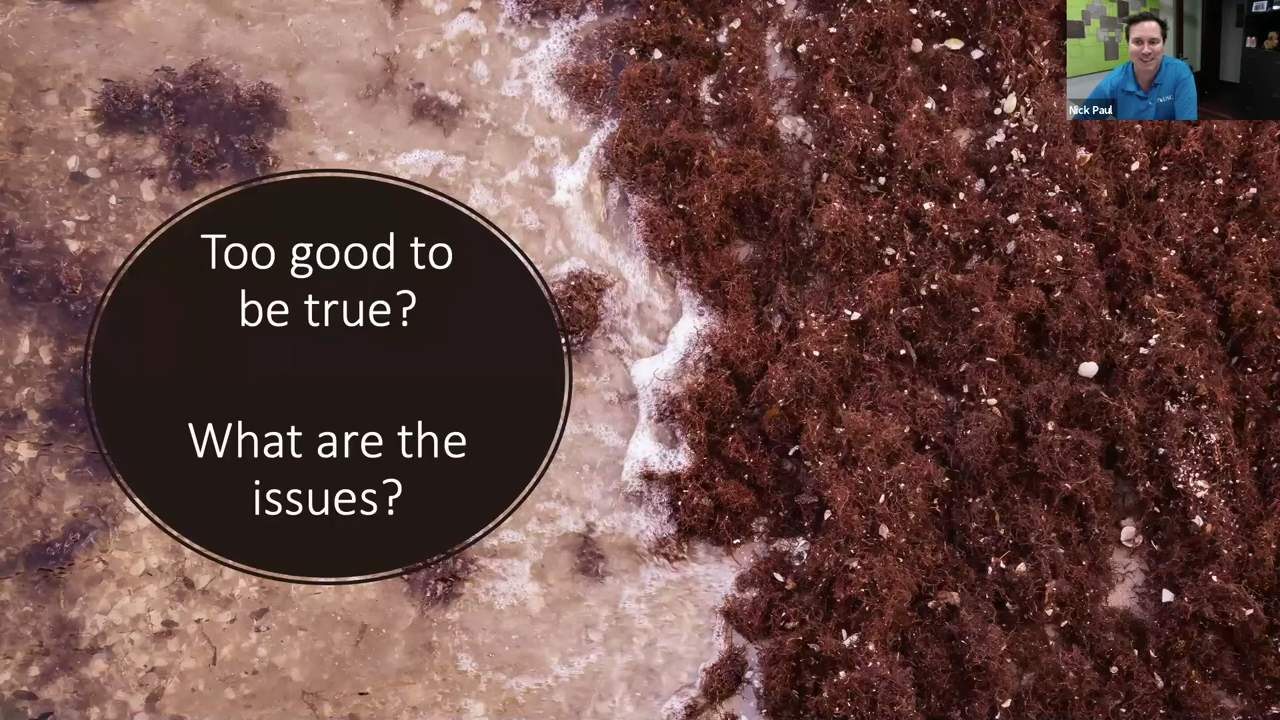 Too good to
be true?
What are the
issues?
Nick Paul